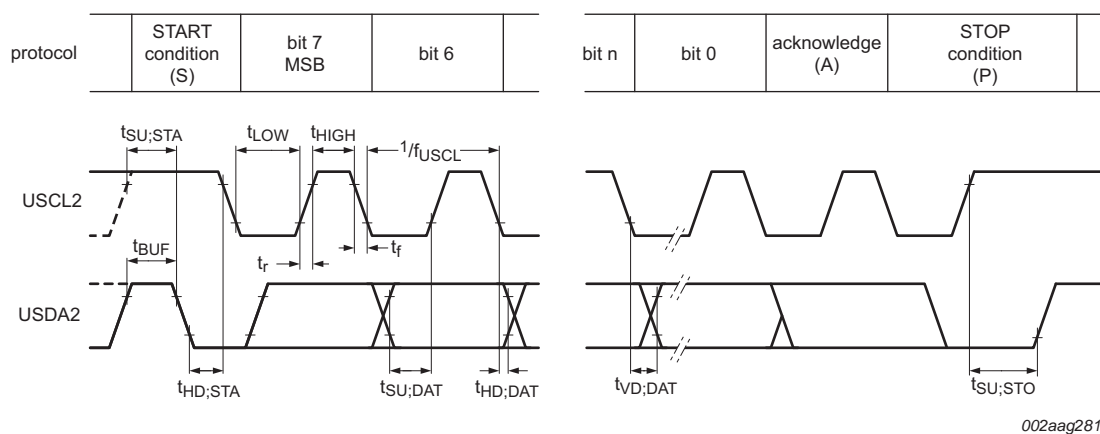 protocol
START
condition
(S)
bit 7
MSB
bit 6
bit n
bit 0
acknowledge
(A)
STOP
condition
(P)
tSU;STA
tLOW
tHIGH
1/fUSCL
USCL2
tBUF
tr
tf
USDA2
tHD;STA
tSU;DAT
tHD;DAT
tVD;DAT
tSU;STO
002aag281